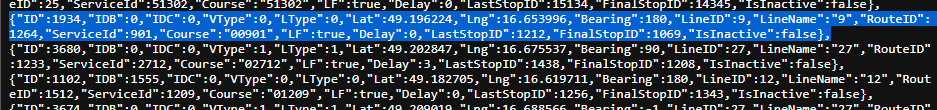 ID":25,"ServiceId":51302,"Course":"51302","LF":true,"Delay":0,"LastStopID":15134,"FinalStopID":14345,"IsInactive":false},
{"ID":1934,"IDB":0,"IDC":0,"VType":0,"LType":0,"Lat":49.196224,"Lng":16.653996,"Bearing":180,"LineID":9,"LineName":"9","RouteID":
1264,"ServiceId":901,"Course":"00901","LF":true,"Delay":0,"LastStopID":1212,"FinalStopID":1069,"IsInactive":false},
{"ID":3680,"IDB":0,"IDC":0,"VType":1,"LType":1,"Lat":49.202847,"Lng":16.675537,"Bearing":90,"LineID":27,"LineName":"27","RouteID"
:1233,"ServiceId":2712,"Course":"02712","LF":true,"Delay":3,"LastStopID":1438,"FinalStopID":1208,"IsInactive":false},
{"ID":1102,"IDB":1555,"IDC":0,"VType":0,"LType":0,"Lat":49.182705,"Lng":16.619711,"Bearing":180,"LineID":12,"LineName":"12","Rout
eID":1512,"ServiceId":1209,"Course":"01209","LF":true,"Delay":0,"LastStopID":1256,"FinalStopID":1343,"IsInactive":false},
{"ID":3674,"IDB":0,"IDC":0,"VType":1,"LType":1,"Lat":49.209019,"Lng":16.688566,"Bearing":-1,"LineID":27,"LineName":"27","RouteID"